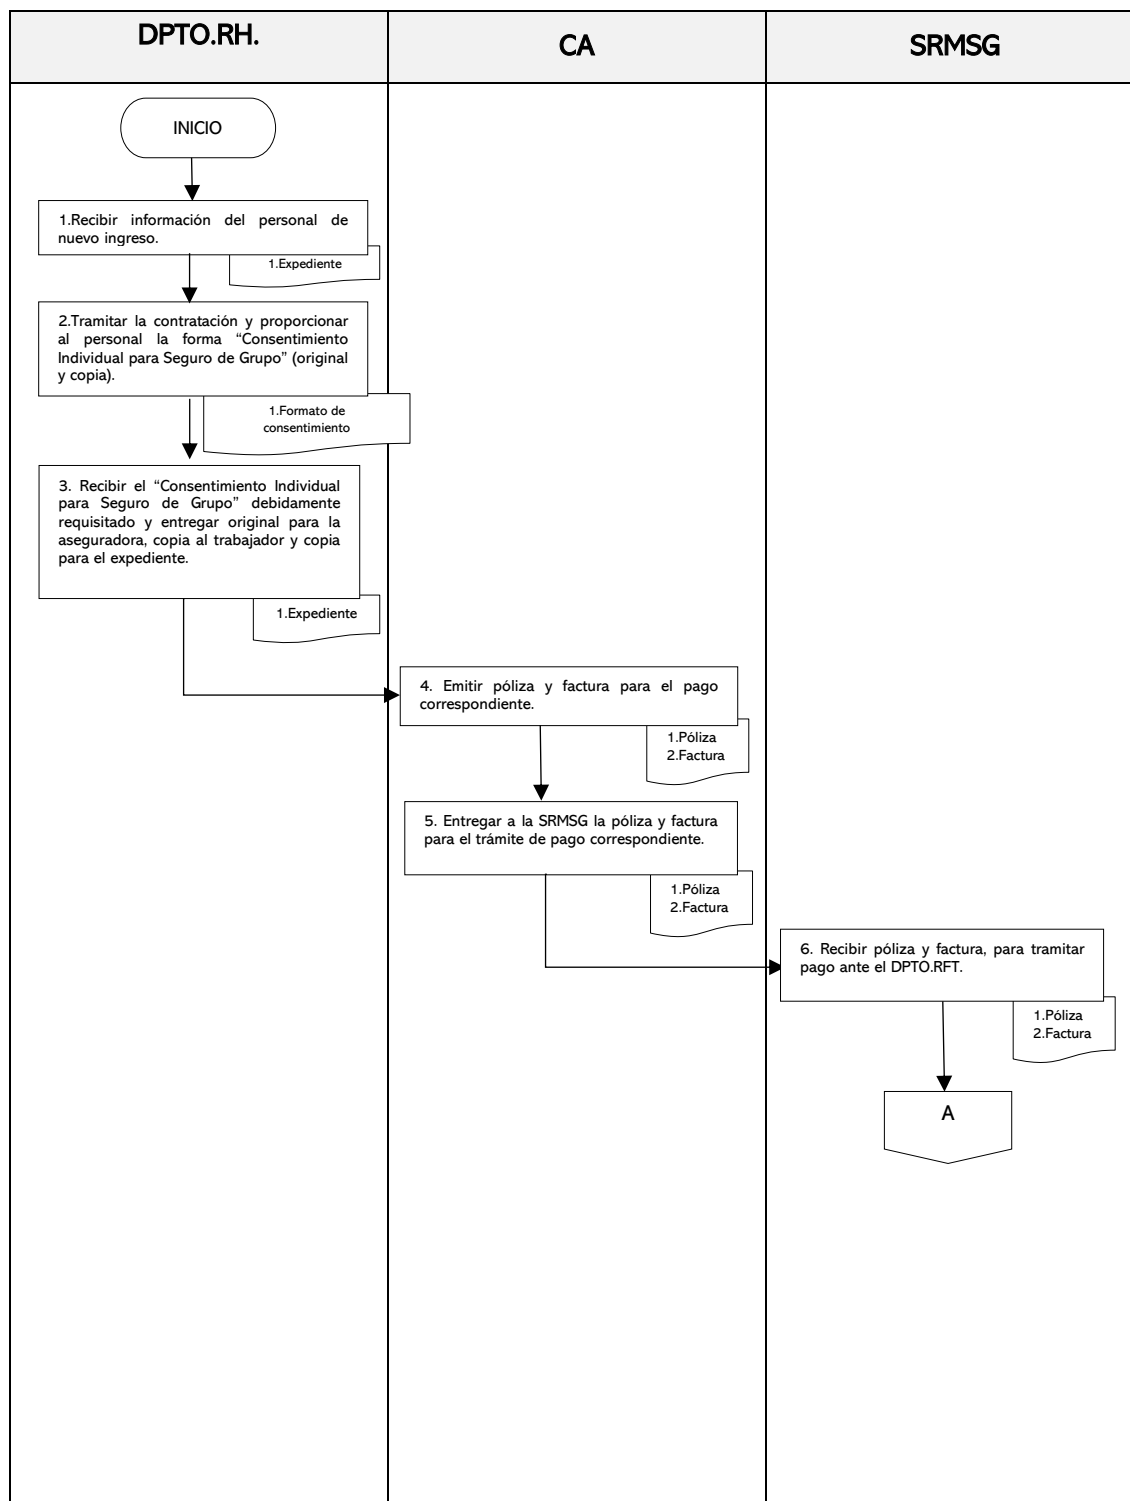 DPTO.RH.
CA
SRMSG
INICIO
1.Recibir información del personal de
nuevo ingreso.
1.Expediente
2.Tramitar la contratación y proporcionar
al personal la forma “Consentimiento
Individual para Seguro de Grupo” (original
y copia).
1.Formato de
consentimiento
3. Recibir el “Consentimiento Individual
para Seguro de Grupo” debidamente
requisitado y entregar original para la
aseguradora, copia al trabajador y copia
para el expediente.
1.Expediente
4. Emitir póliza y factura para el pago
correspondiente.
1.Póliza
2.Factura
5. Entregar a la SRMSG la póliza y factura
para el trámite de pago correspondiente.
1.Póliza
2.Factura
6. Recibir póliza y factura, para tramitar
pago ante el DPTO.RFT.
1.Póliza
2.Factura
A